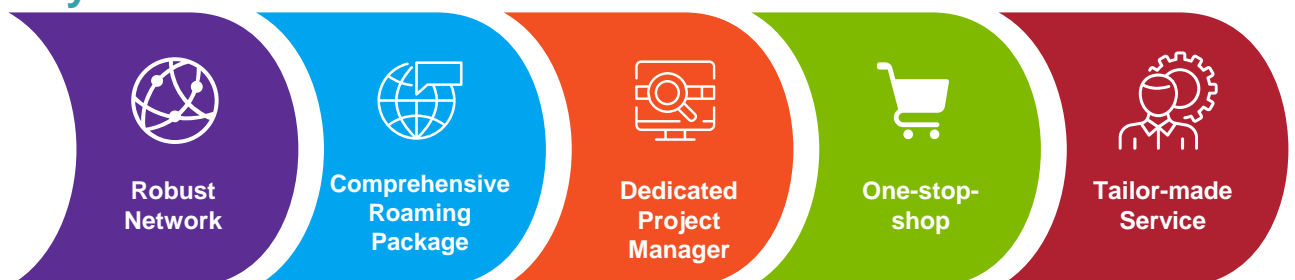 Robust
Network
Comprehensive
Roaming
Package
Dedicated
Project
Manager
One-stop-
shop
Tailor-made
Service